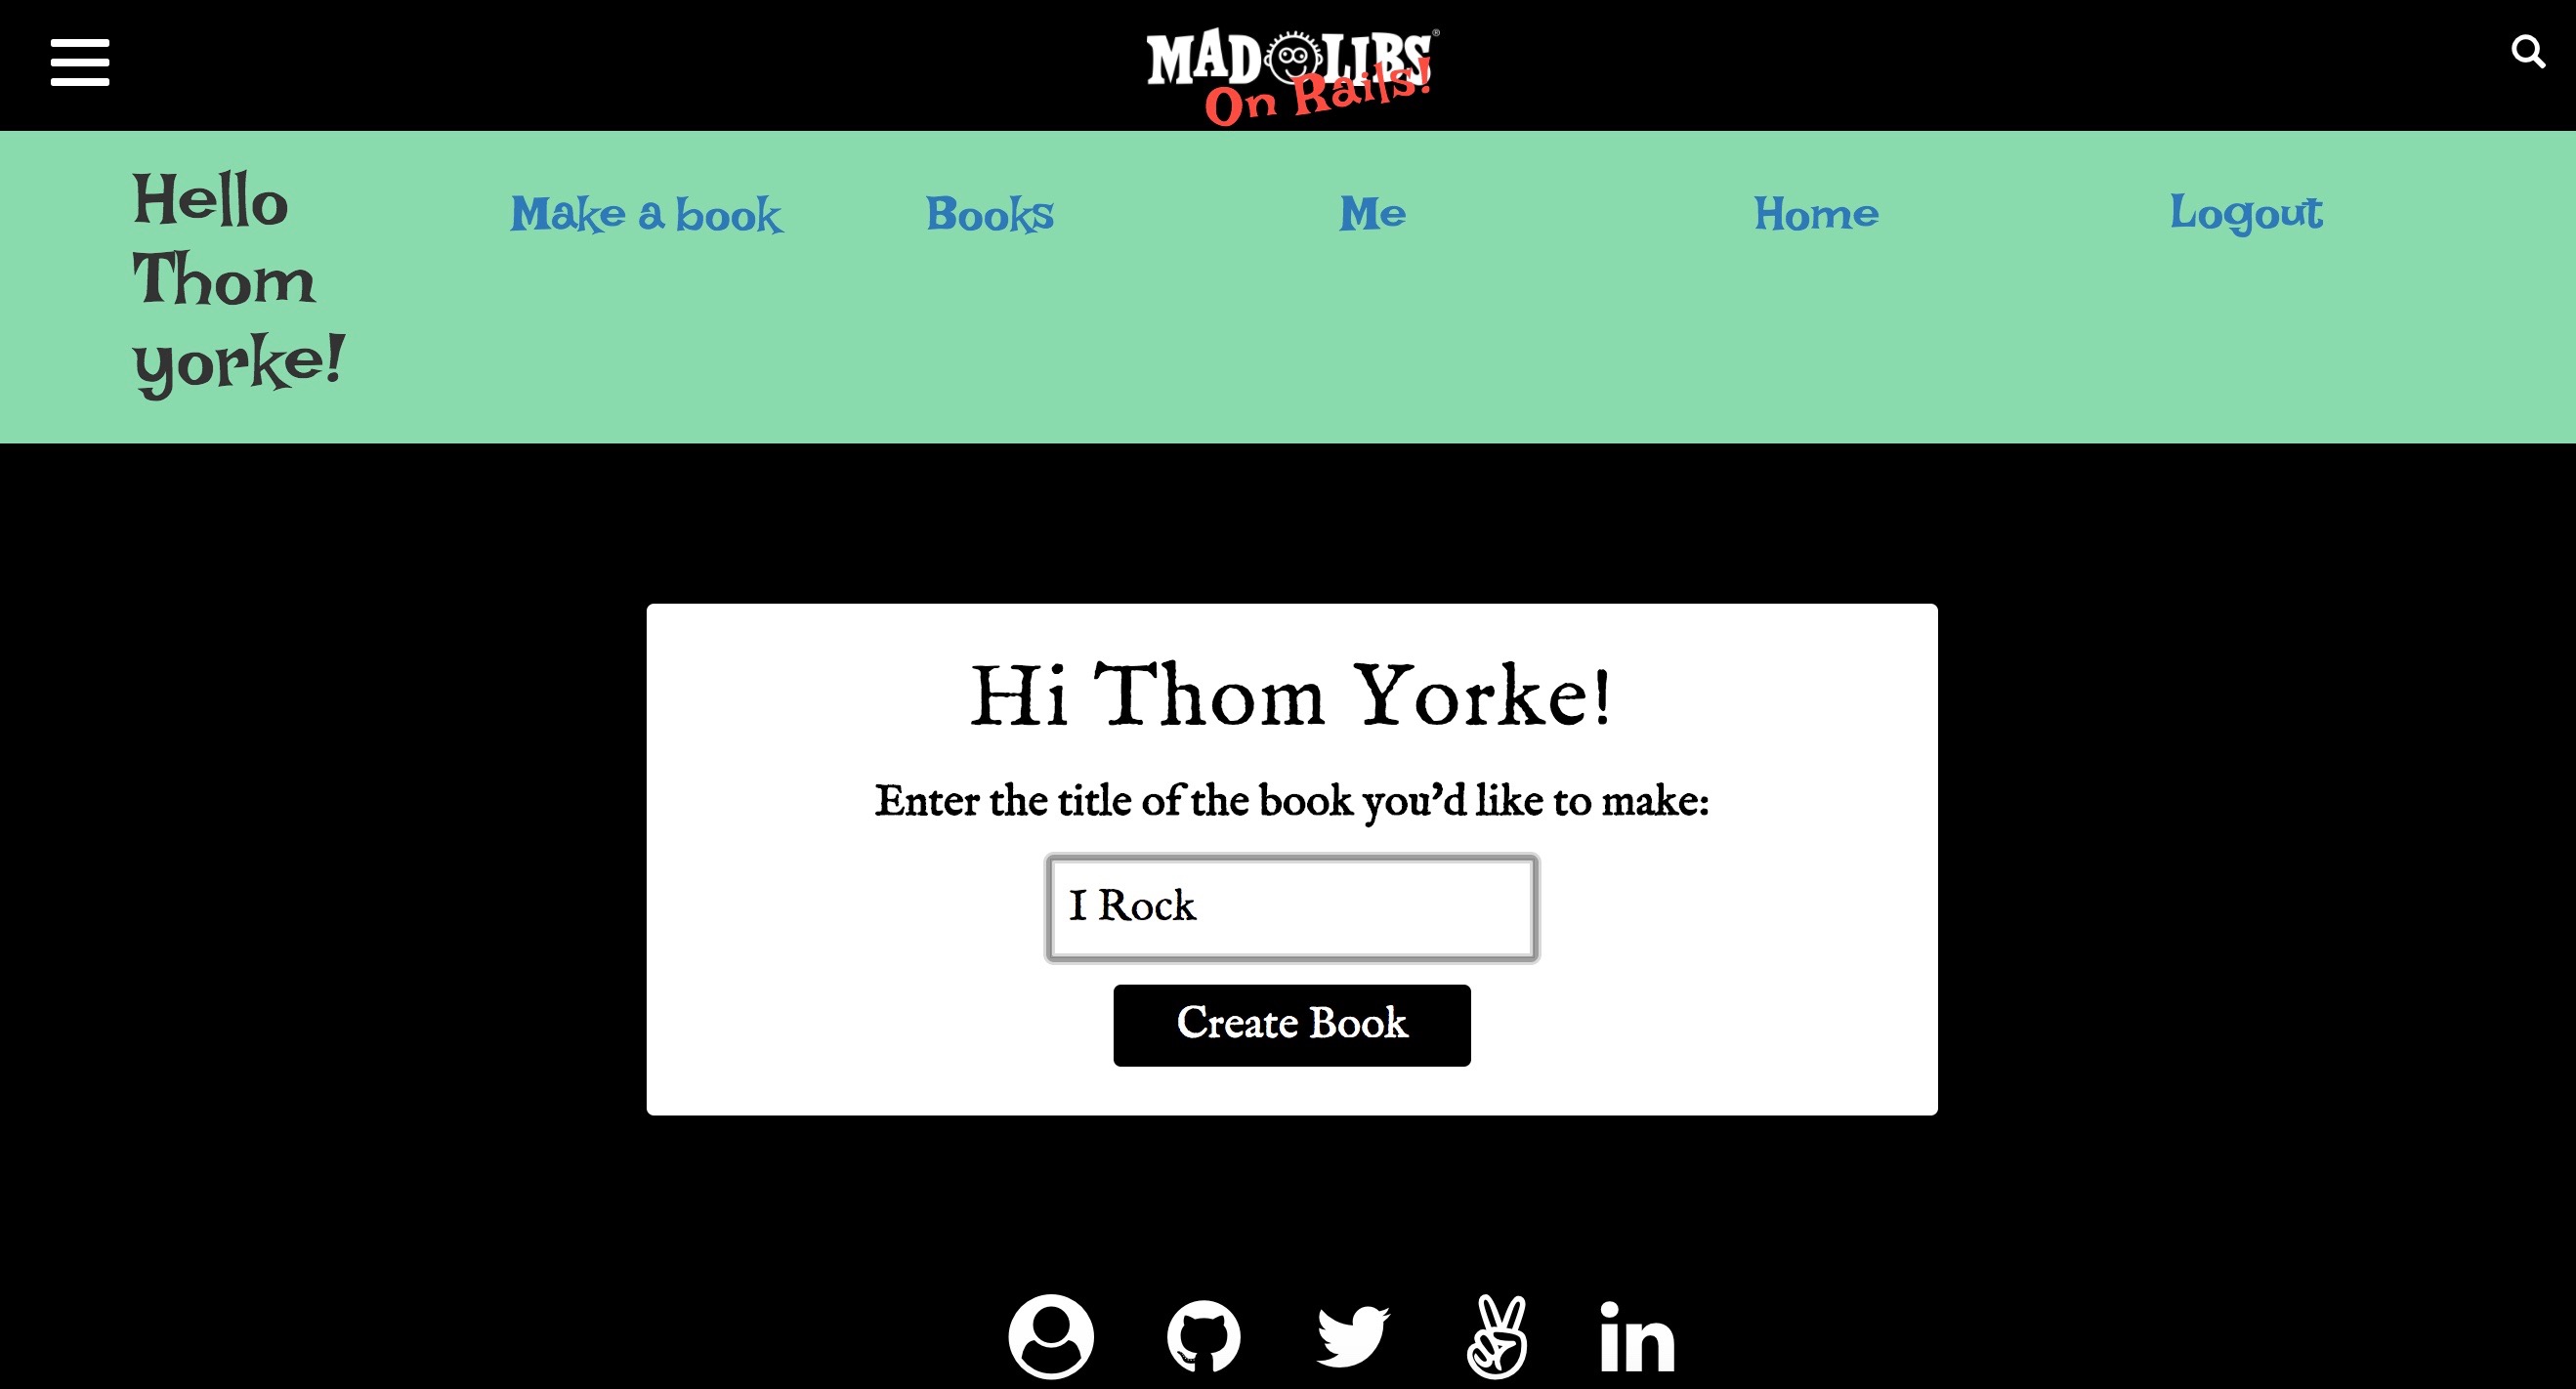 MAD LIBS®
On Rails!
Hello
Thom
yorke!
Make a book
Books
Me
Home
Logout
Hi Thom Yorke!
Enter the title of the book you'd like to make:
I Rock
Create Book
in